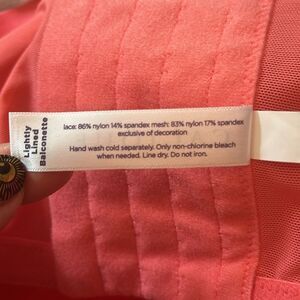 Lightly
Lined
Balconette
lace: 86% nylon 14% spandex mesh: 83% nylon 17% spandex
exclusive of decoration
Hand wash cold separately. Only non-chlorine bleach
when needed. Line dry. Do not iron.